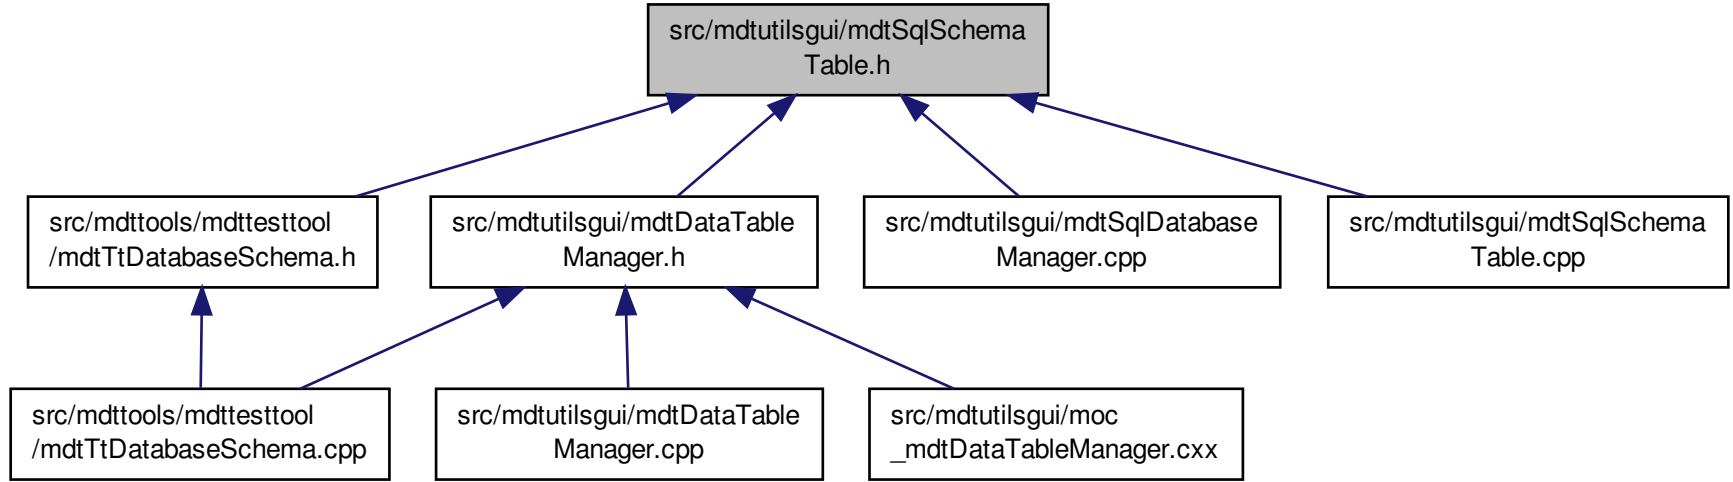 src/mdtutilsgui/mdtSqlSchema
Table.h
src/mdttools/mdttesttool
/mdtTtDatabaseSchema.h
src/mdtutilsgui/mdtDataTable
Manager.h
src/mdtutilsgui/mdtSqlDatabase
Manager.cpp
src/mdtutilsgui/mdtSqlSchema
Table.cpp
src/mdttools/mdttesttool
/mdtTtDatabaseSchema.cpp
src/mdtutilsgui/mdtDataTable
Manager.cpp
src/mdtutilsgui/moc
_mdtDataTableManager.cxx